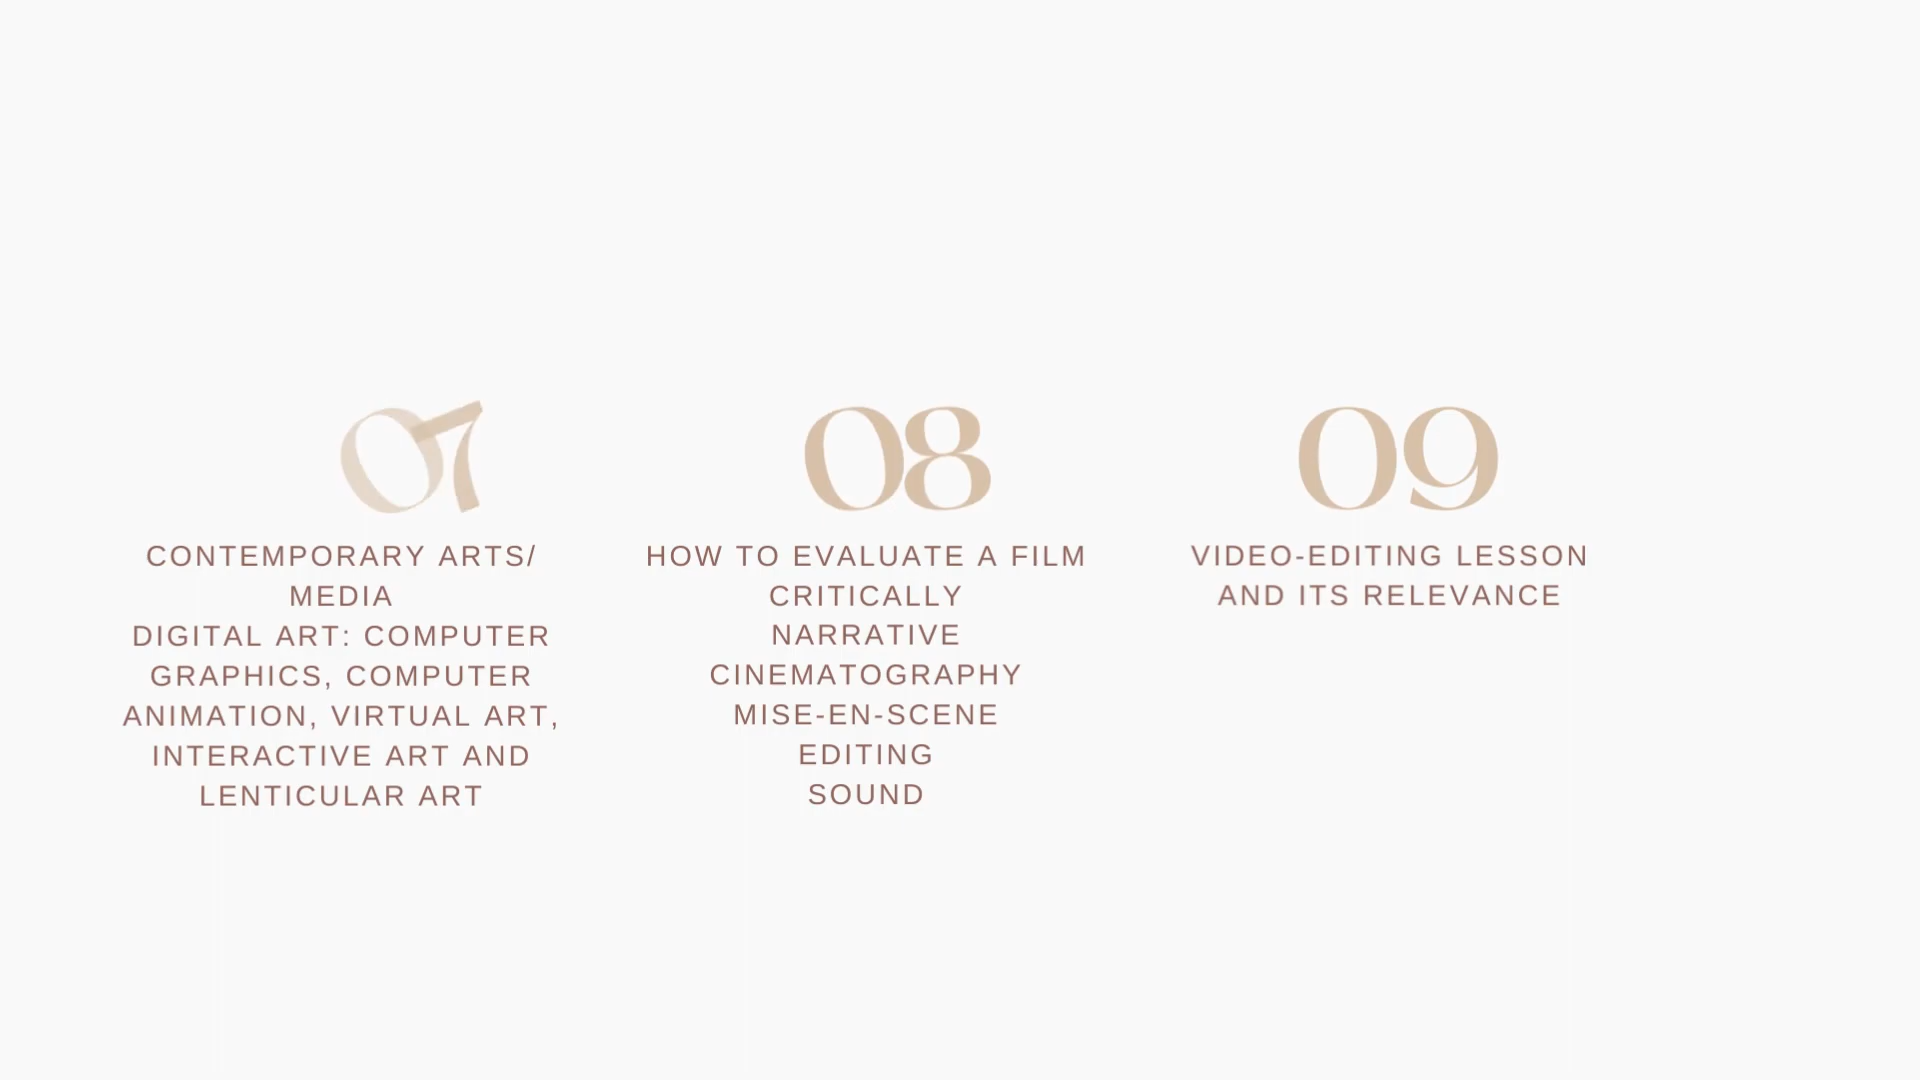 07
CONTEMPORARY ARTS/
MEDIA
DIGITAL ART: COMPUTER
GRAPHICS, COMPUTER
ANIMATION, VIRTUAL ART,
INTERACTIVE ART AND
LENTICULAR ART
08
HOW TO EVALUATE A FILM
CRITICALLY
NARRATIVE
CINEMATOGRAPHY
MISE-EN-SCENE
EDITING
SOUND
09
VIDEO-EDITING LESSON
AND ITS RELEVANCE